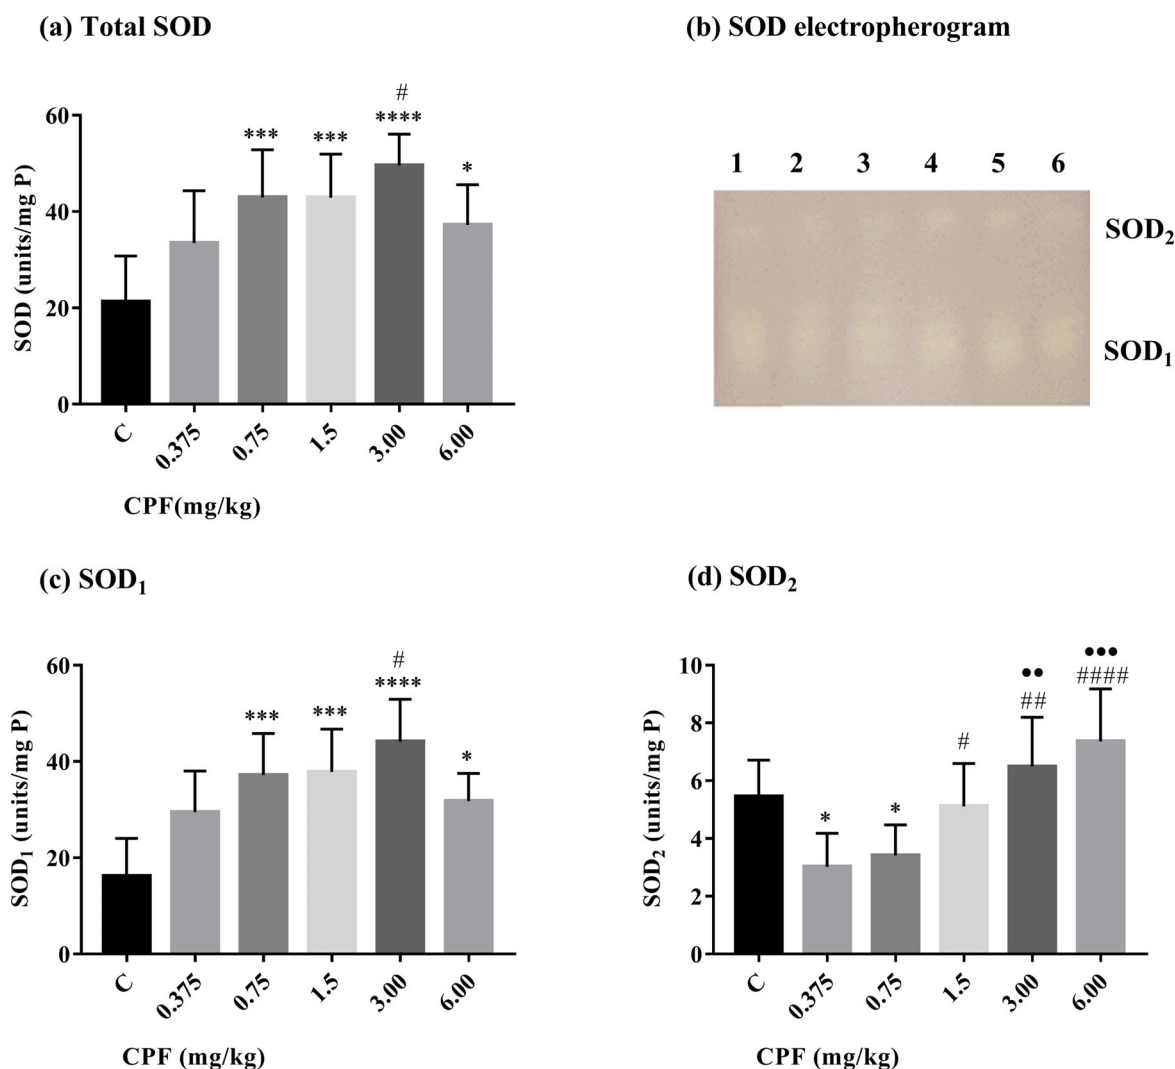 (a) Total SOD
SOD (units/mg P)
60
40
20
0
***
***
#
****
*
C
0.375
0.75
1.5
3.00
6.00
CPF(mg/kg)
(b) SOD electropherogram
1 2 3 4 5 6
SOD₂
SOD₁
(c) SOD₁
SOD₁ (units/mg P)
60
40
20
0
***
***
#
****
*
C
0.375
0.75
1.5
3.00
6.00
CPF (mg/kg)
(d) SOD₂
SOD₂ (units/mg P)
10
8
6
4
2
0
*
*
#
●●
##
●●●
####
C
0.375
0.75
1.5
3.00
6.00
CPF (mg/kg)